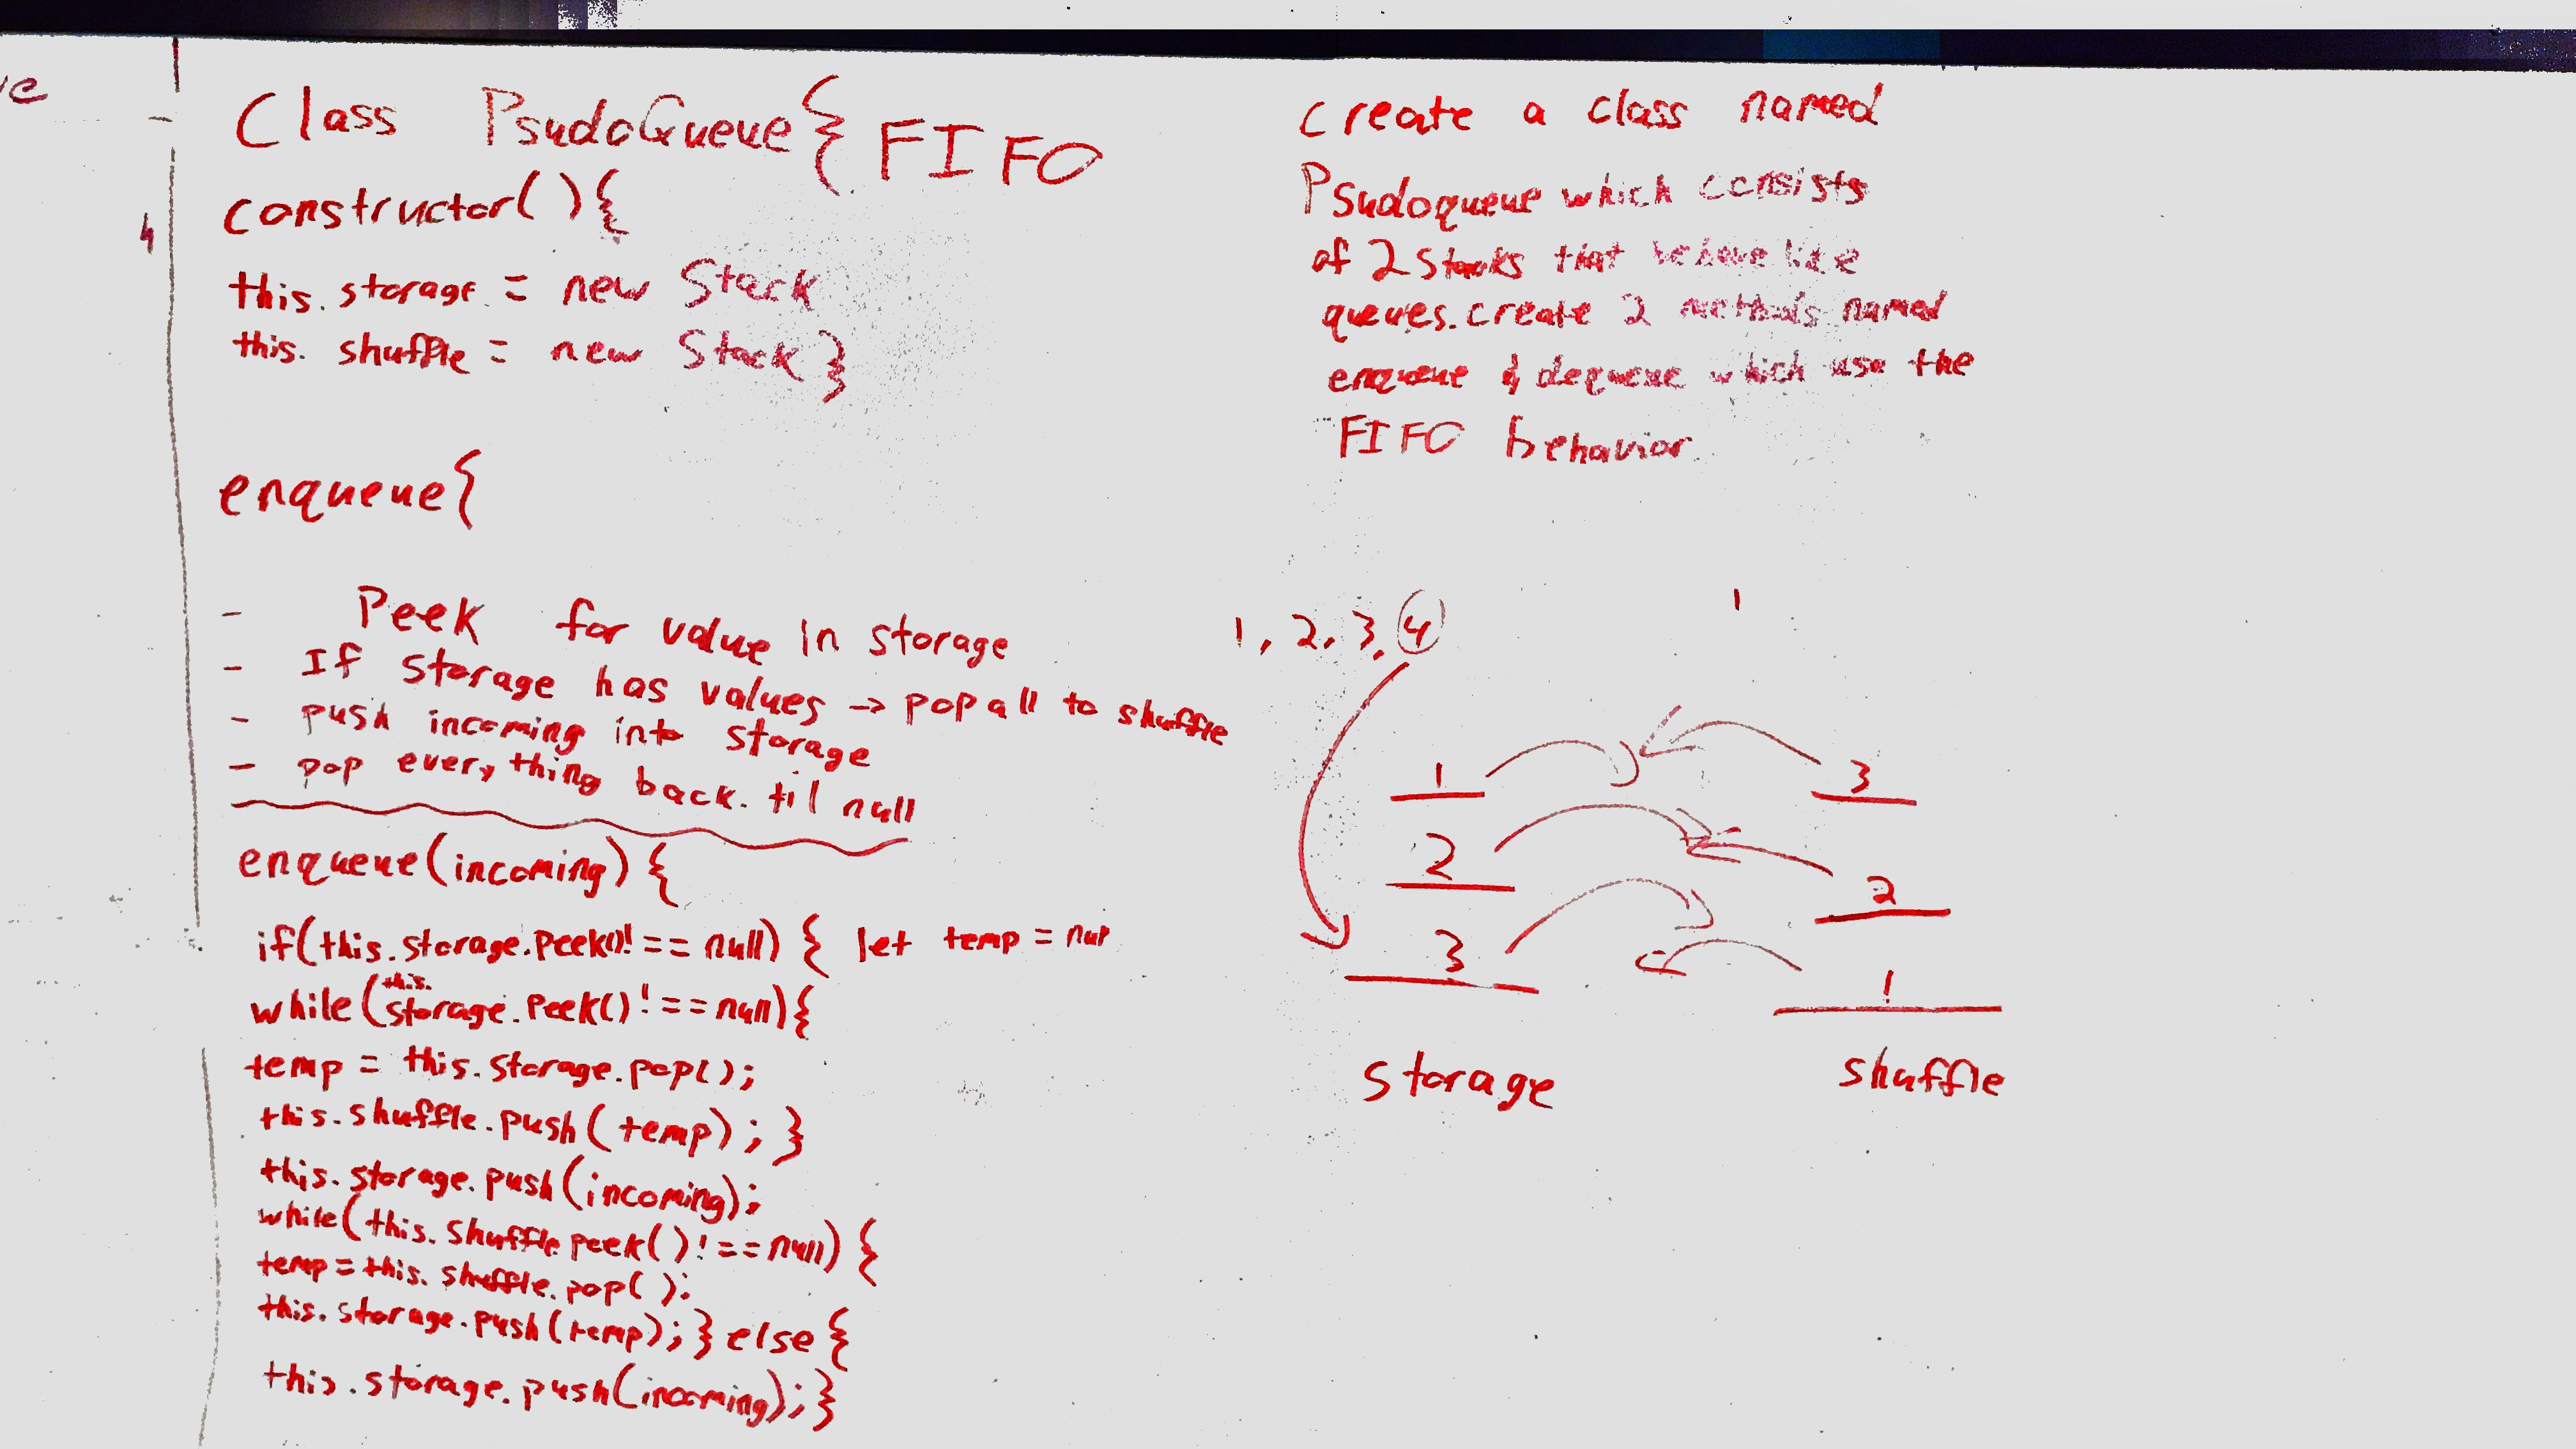 ve
4
Class PsudoQueue{ FIFO
constructor(){
this.storage = new Stack
this.shuffle = new Stack }
enqueue{
- Peek for value in storage
- If storage has values → pop all to shuffle
- push incoming into storage
- pop everything back. til null
enqueue(incoming){
if(this.storage.peek()!== null) { let temp =
while(this.storage.peek()!==null){
temp = this.storage.pop();
this.shuffle.push(temp); }
this.storage.push(incoming);
while(this.shuffle.peek()!==null) {
temp=this.shuffle.pop();
this.storage.push(temp); } else {
this.storage.push(incoming); }
create a class named
Psudoqueue which consists
of 2 stacks that behave like
queues. create 2 methods named
enqueue & dequeue which use the
FIFO behavior
1, 2, 3, 4
1
1 3
2 2
3 1
storage shuffle